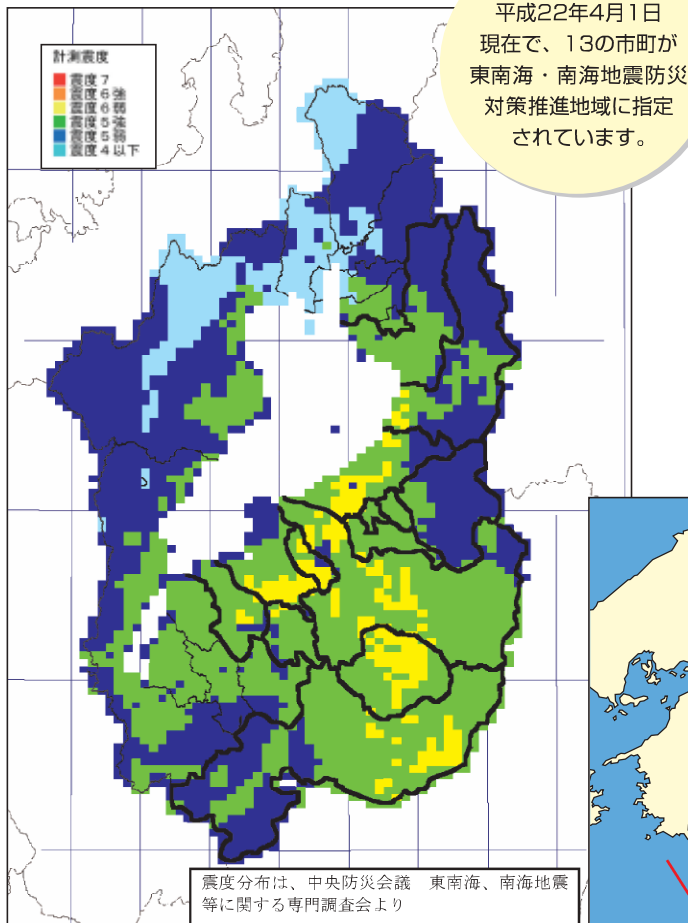 平成22年4月1日
現在で、13の市町が
東南海・南海地震防災
対策推進地域に指定
されています。
計測震度
震度7
震度6強
震度6弱
震度5強
震度5弱
震度4以下
震度分布は、中央防災会議　東南海、南海地震
等に関する専門調査会より